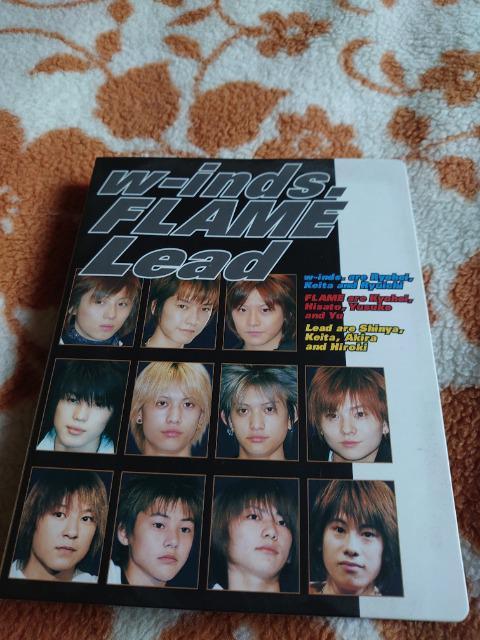 w-inds.
FLAME
Lead
w-inds. are Ryohei,
Keita and Ryuichi
FLAME are Kyohei,
Hisato, Yusuke
and Yu
Lead are Shinya,
Keita, Akira
and Hiroki